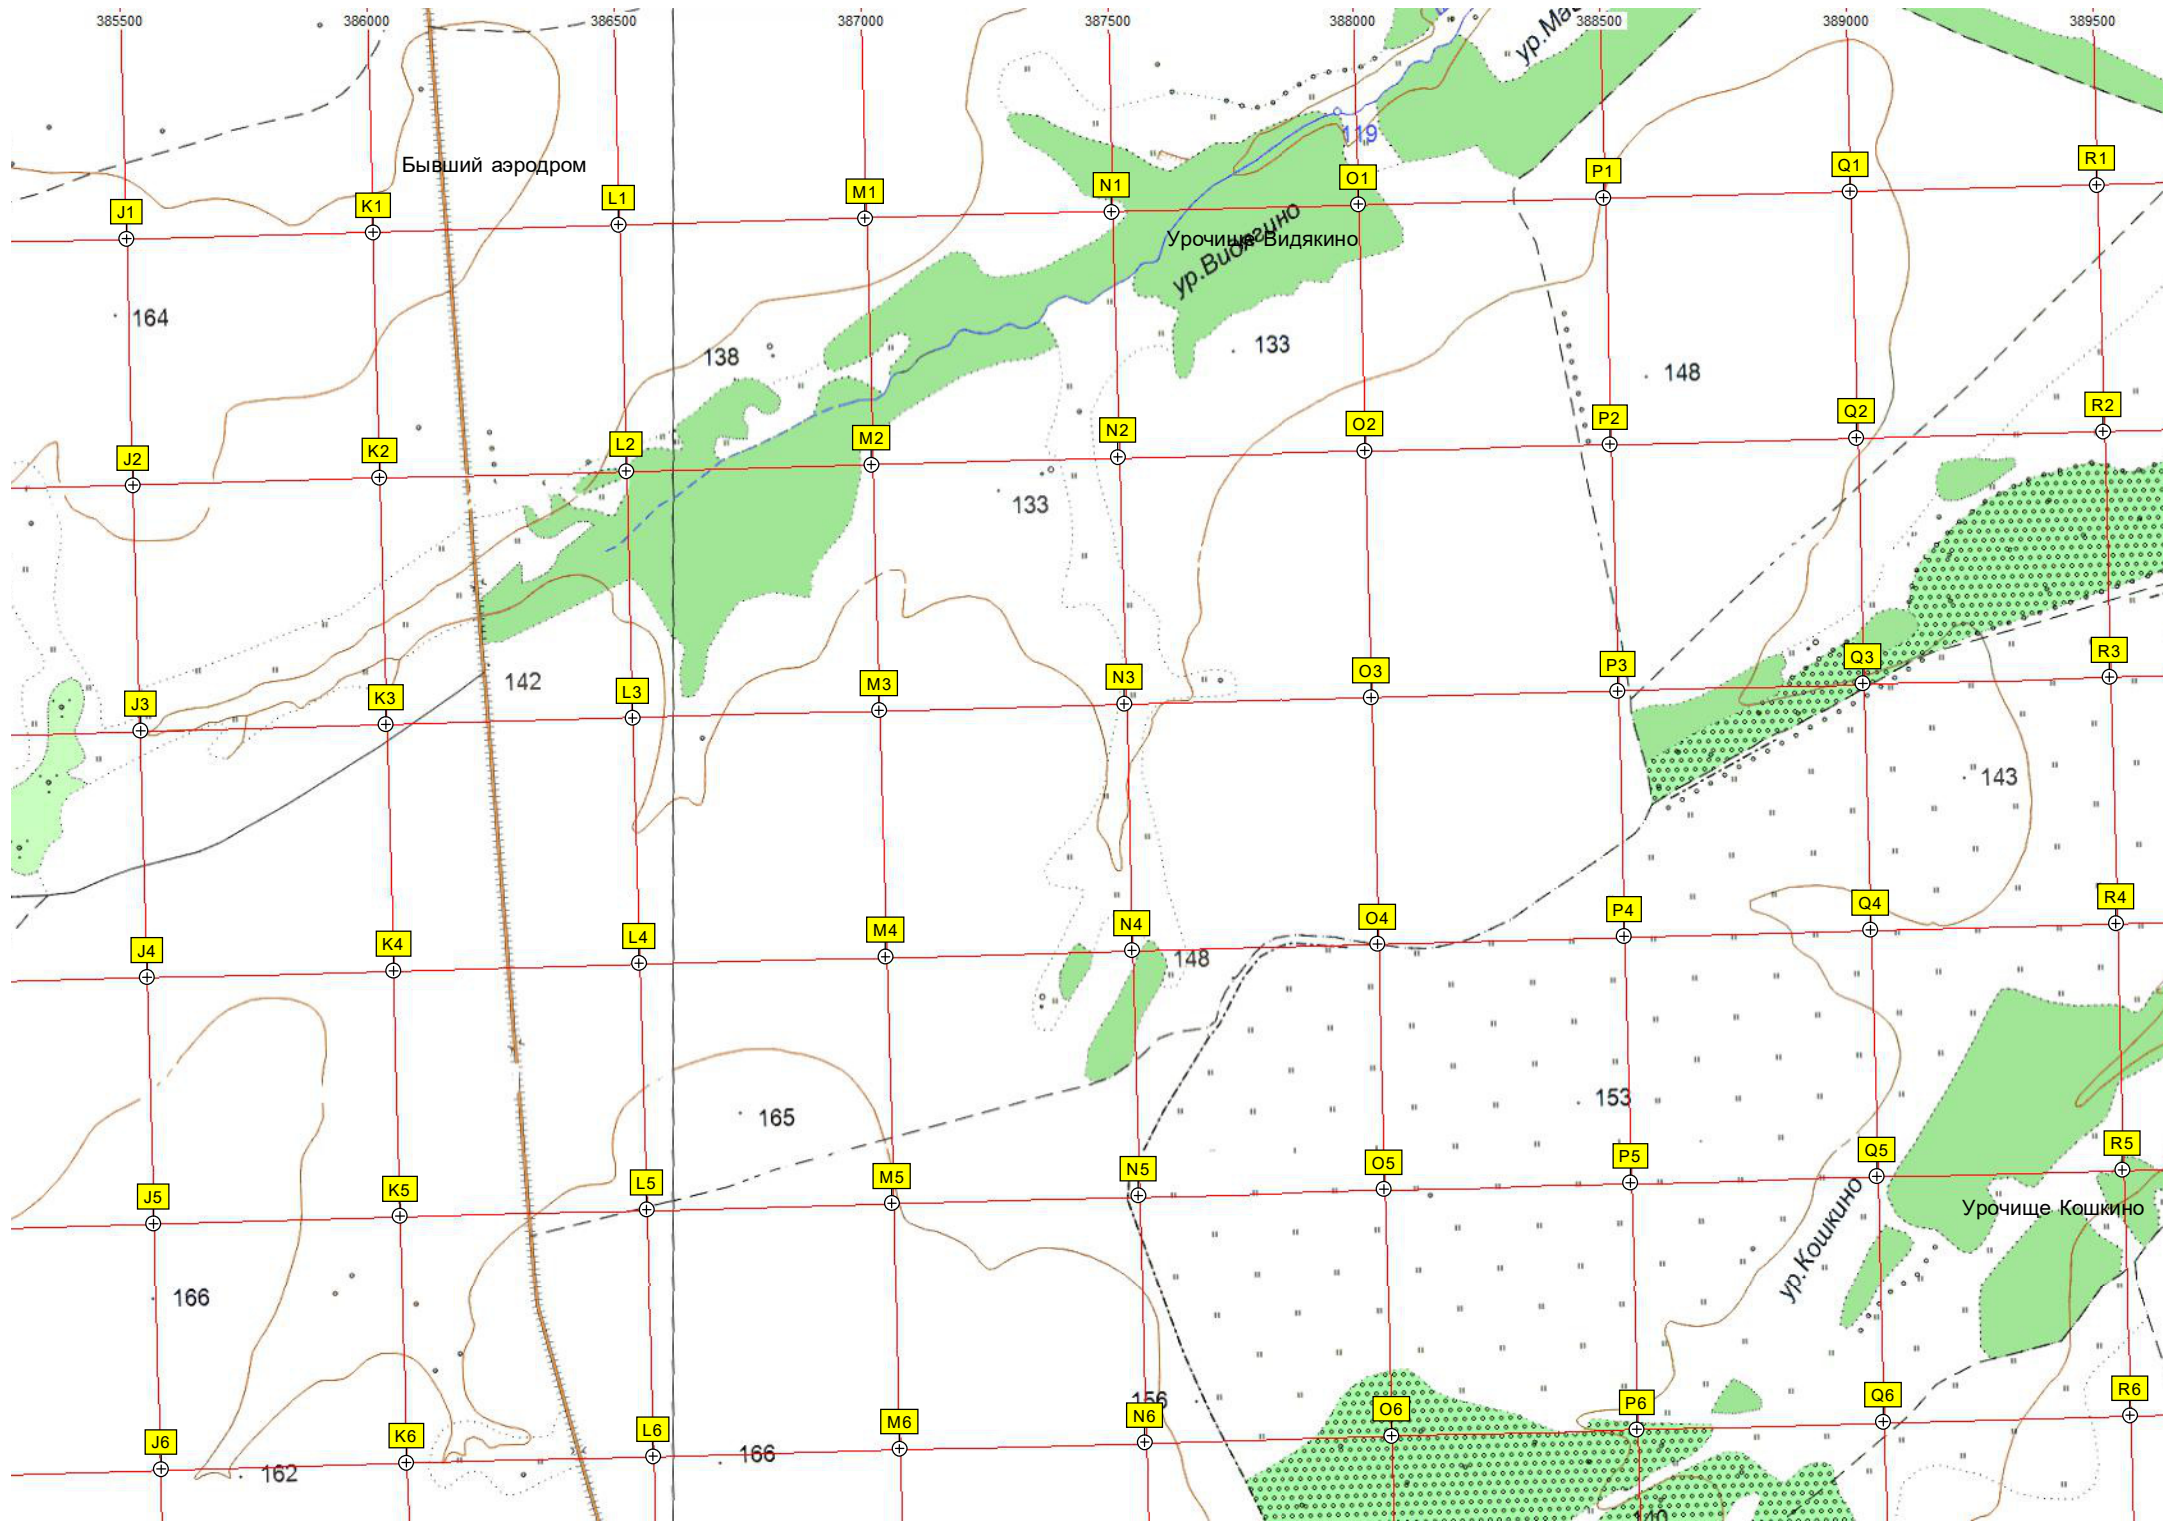 385500 386000 386500 387000 387500 388000 388500 389000 389500
119
Бывший аэродром
J1 K1 L1 M1 N1 O1 P1 Q1 R1
Урочище Видякино
ур.Видягино
164
138
133
148
J2 K2 L2 M2 N2 O2 P2 Q2 R2
133
142
J3 K3 L3 M3 N3 O3 P3 Q3 R3
143
J4 K4 L4 M4 N4 O4 P4 Q4 R4
148
153
165
J5 K5 L5 M5 N5 O5 P5 Q5 R5
Урочище Кошкино
ур.Кошкино
166
156
J6 K6 L6 M6 N6 O6 P6 Q6 R6
162
166
140